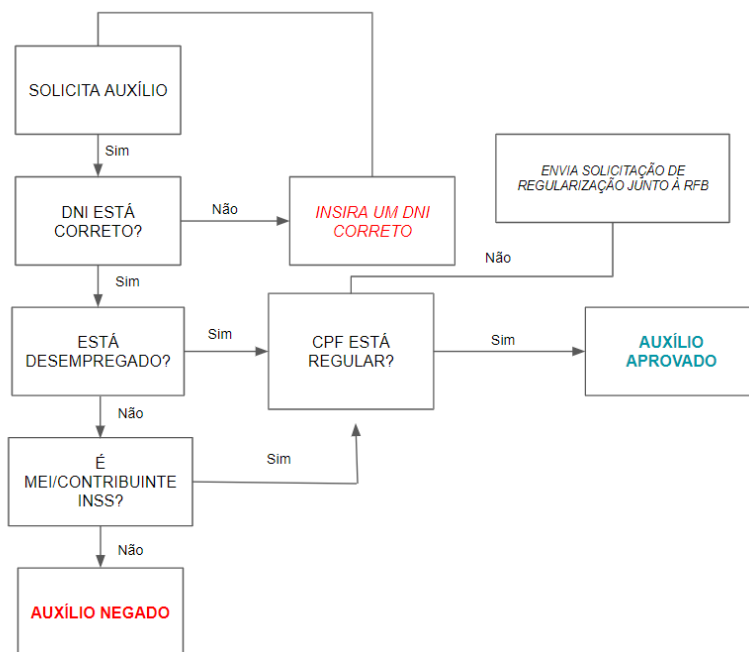 SOLICITA AUXÍLIO
Sim
ENVIA SOLICITAÇÃO DE
REGULARIZAÇÃO JUNTO À RFB
DNI ESTÁ
CORRETO?
Não
INSIRA UM DNI
CORRETO
Não
Sim
ESTÁ
DESEMPREGADO?
Sim
CPF ESTÁ
REGULAR?
Sim
AUXÍLIO
APROVADO
Não
É
MEI/CONTRIBUINTE
INSS?
Sim
Não
AUXÍLIO NEGADO